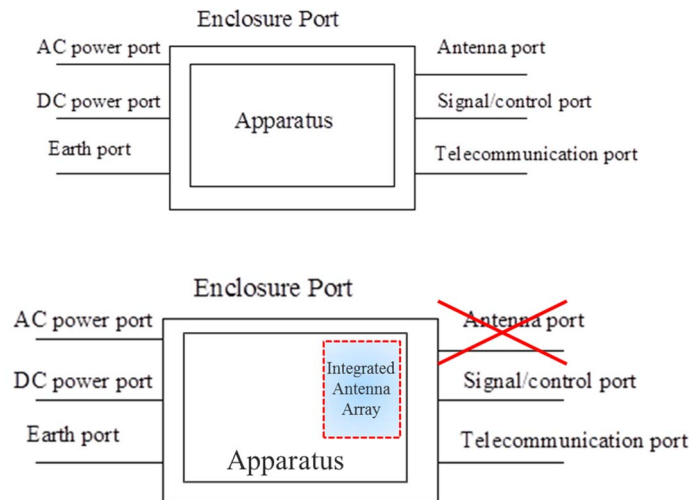 Enclosure Port
AC power port
Antenna port
DC power port
Signal/control port
Apparatus
Earth port
Telecommunication port
Enclosure Port
AC power port
Antenna port
Integrated
Antenna
Array
DC power port
Signal/control port
Earth port
Telecommunication port
Apparatus